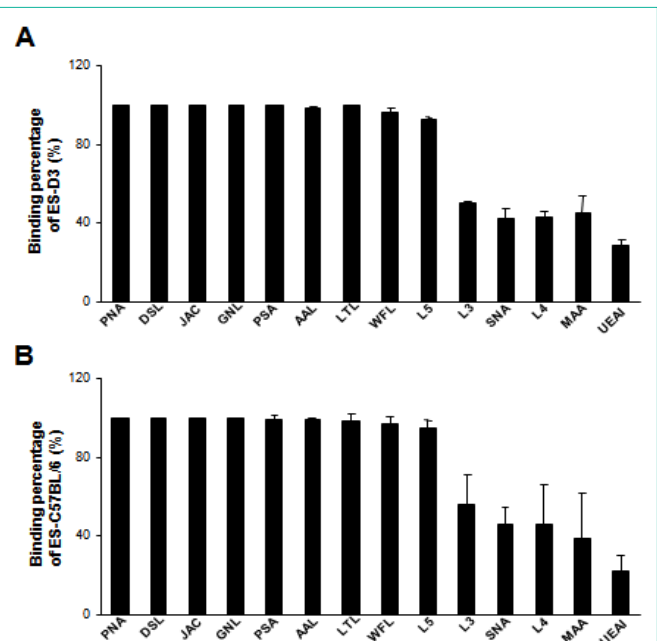 A
Binding percentage
of ES-D3 (%)
120
80
40
0
PNA DSL JAC GNL PSA AAL LTL WFL L5 L3 SNA L4 MAA UEAI
B
Binding percentage
of ES-C57BL/6 (%)
120
80
40
0
PNA DSL JAC GNL PSA AAL LTL WFL L5 L3 SNA L4 MAA UEAI